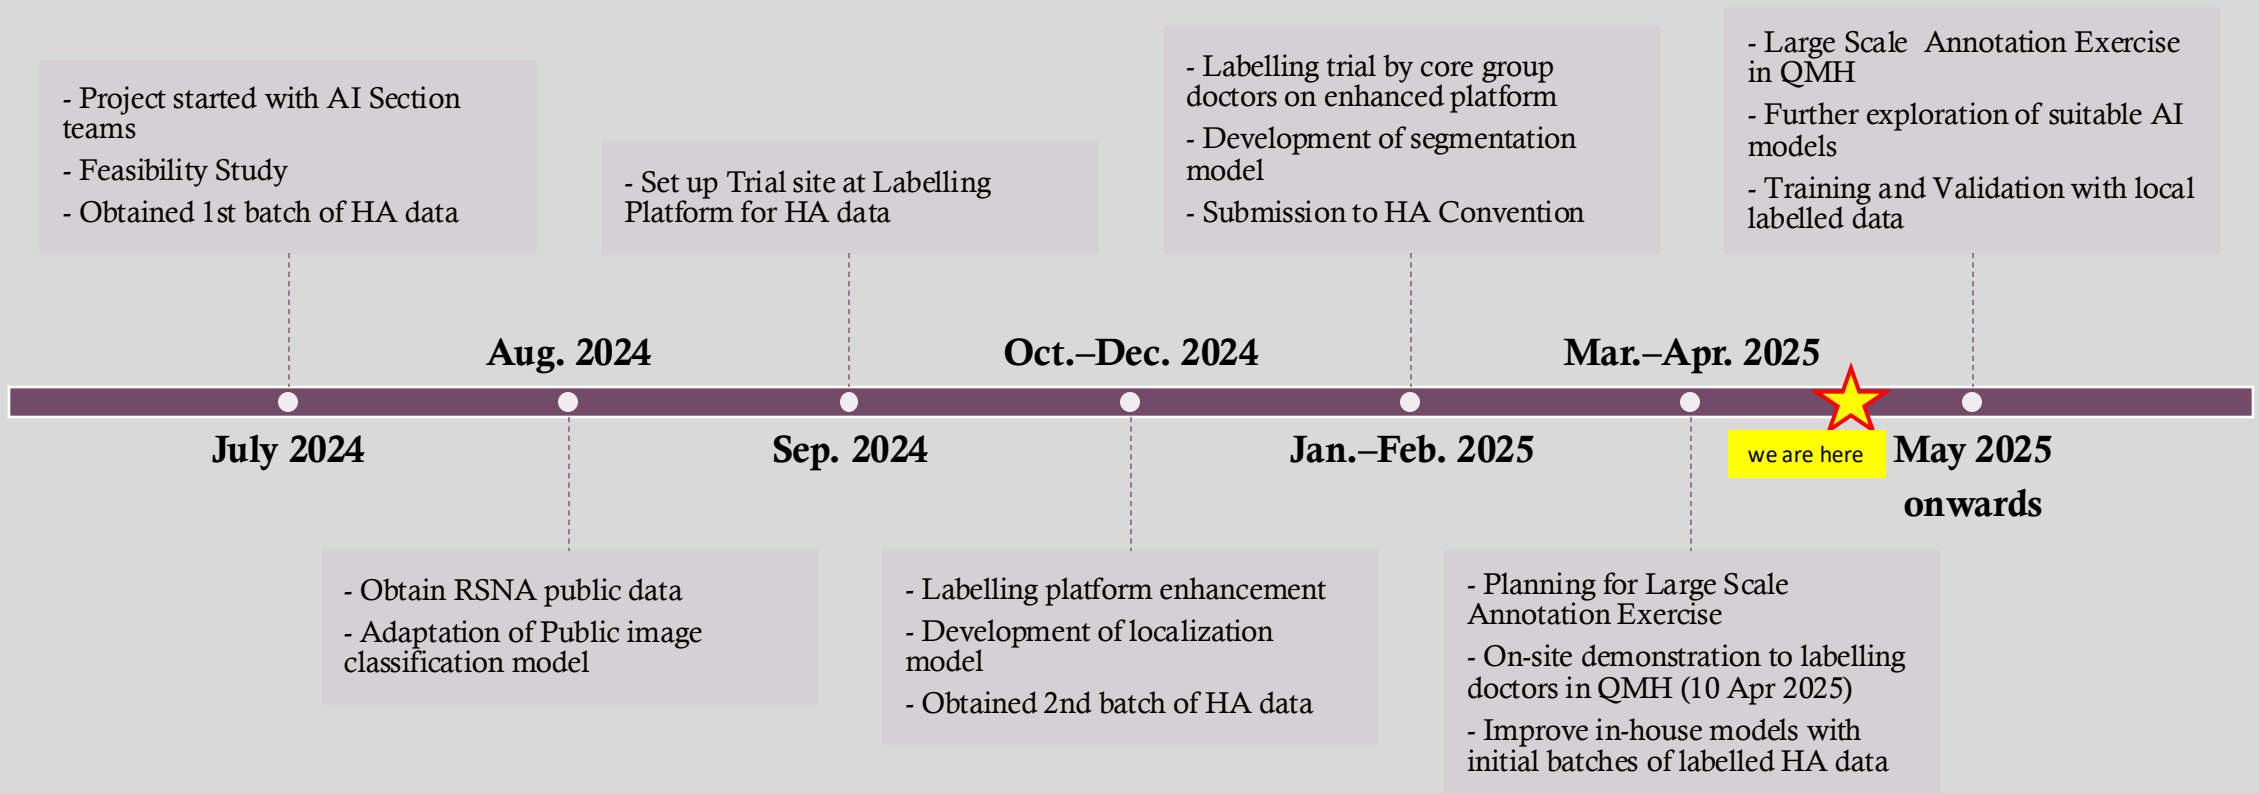 - Project started with AI Section
teams
- Feasibility Study
- Obtained 1st batch of HA data
- Set up Trial site at Labelling
Platform for HA data
- Labelling trial by core group
doctors on enhanced platform
- Development of segmentation
model
- Submission to HA Convention
- Large Scale  Annotation Exercise
in QMH
- Further exploration of suitable AI
models
- Training and Validation with local
labelled data
Aug. 2024
Oct.–Dec. 2024
Mar.–Apr. 2025
July 2024
Sep. 2024
Jan.–Feb. 2025
we are here
May 2025
onwards
- Obtain RSNA public data
- Adaptation of Public image
classification model
- Labelling platform enhancement
- Development of localization
model
- Obtained 2nd batch of HA data
- Planning for Large Scale
Annotation Exercise
- On-site demonstration to labelling
doctors in QMH (10 Apr 2025)
- Improve in-house models with
initial batches of labelled HA data